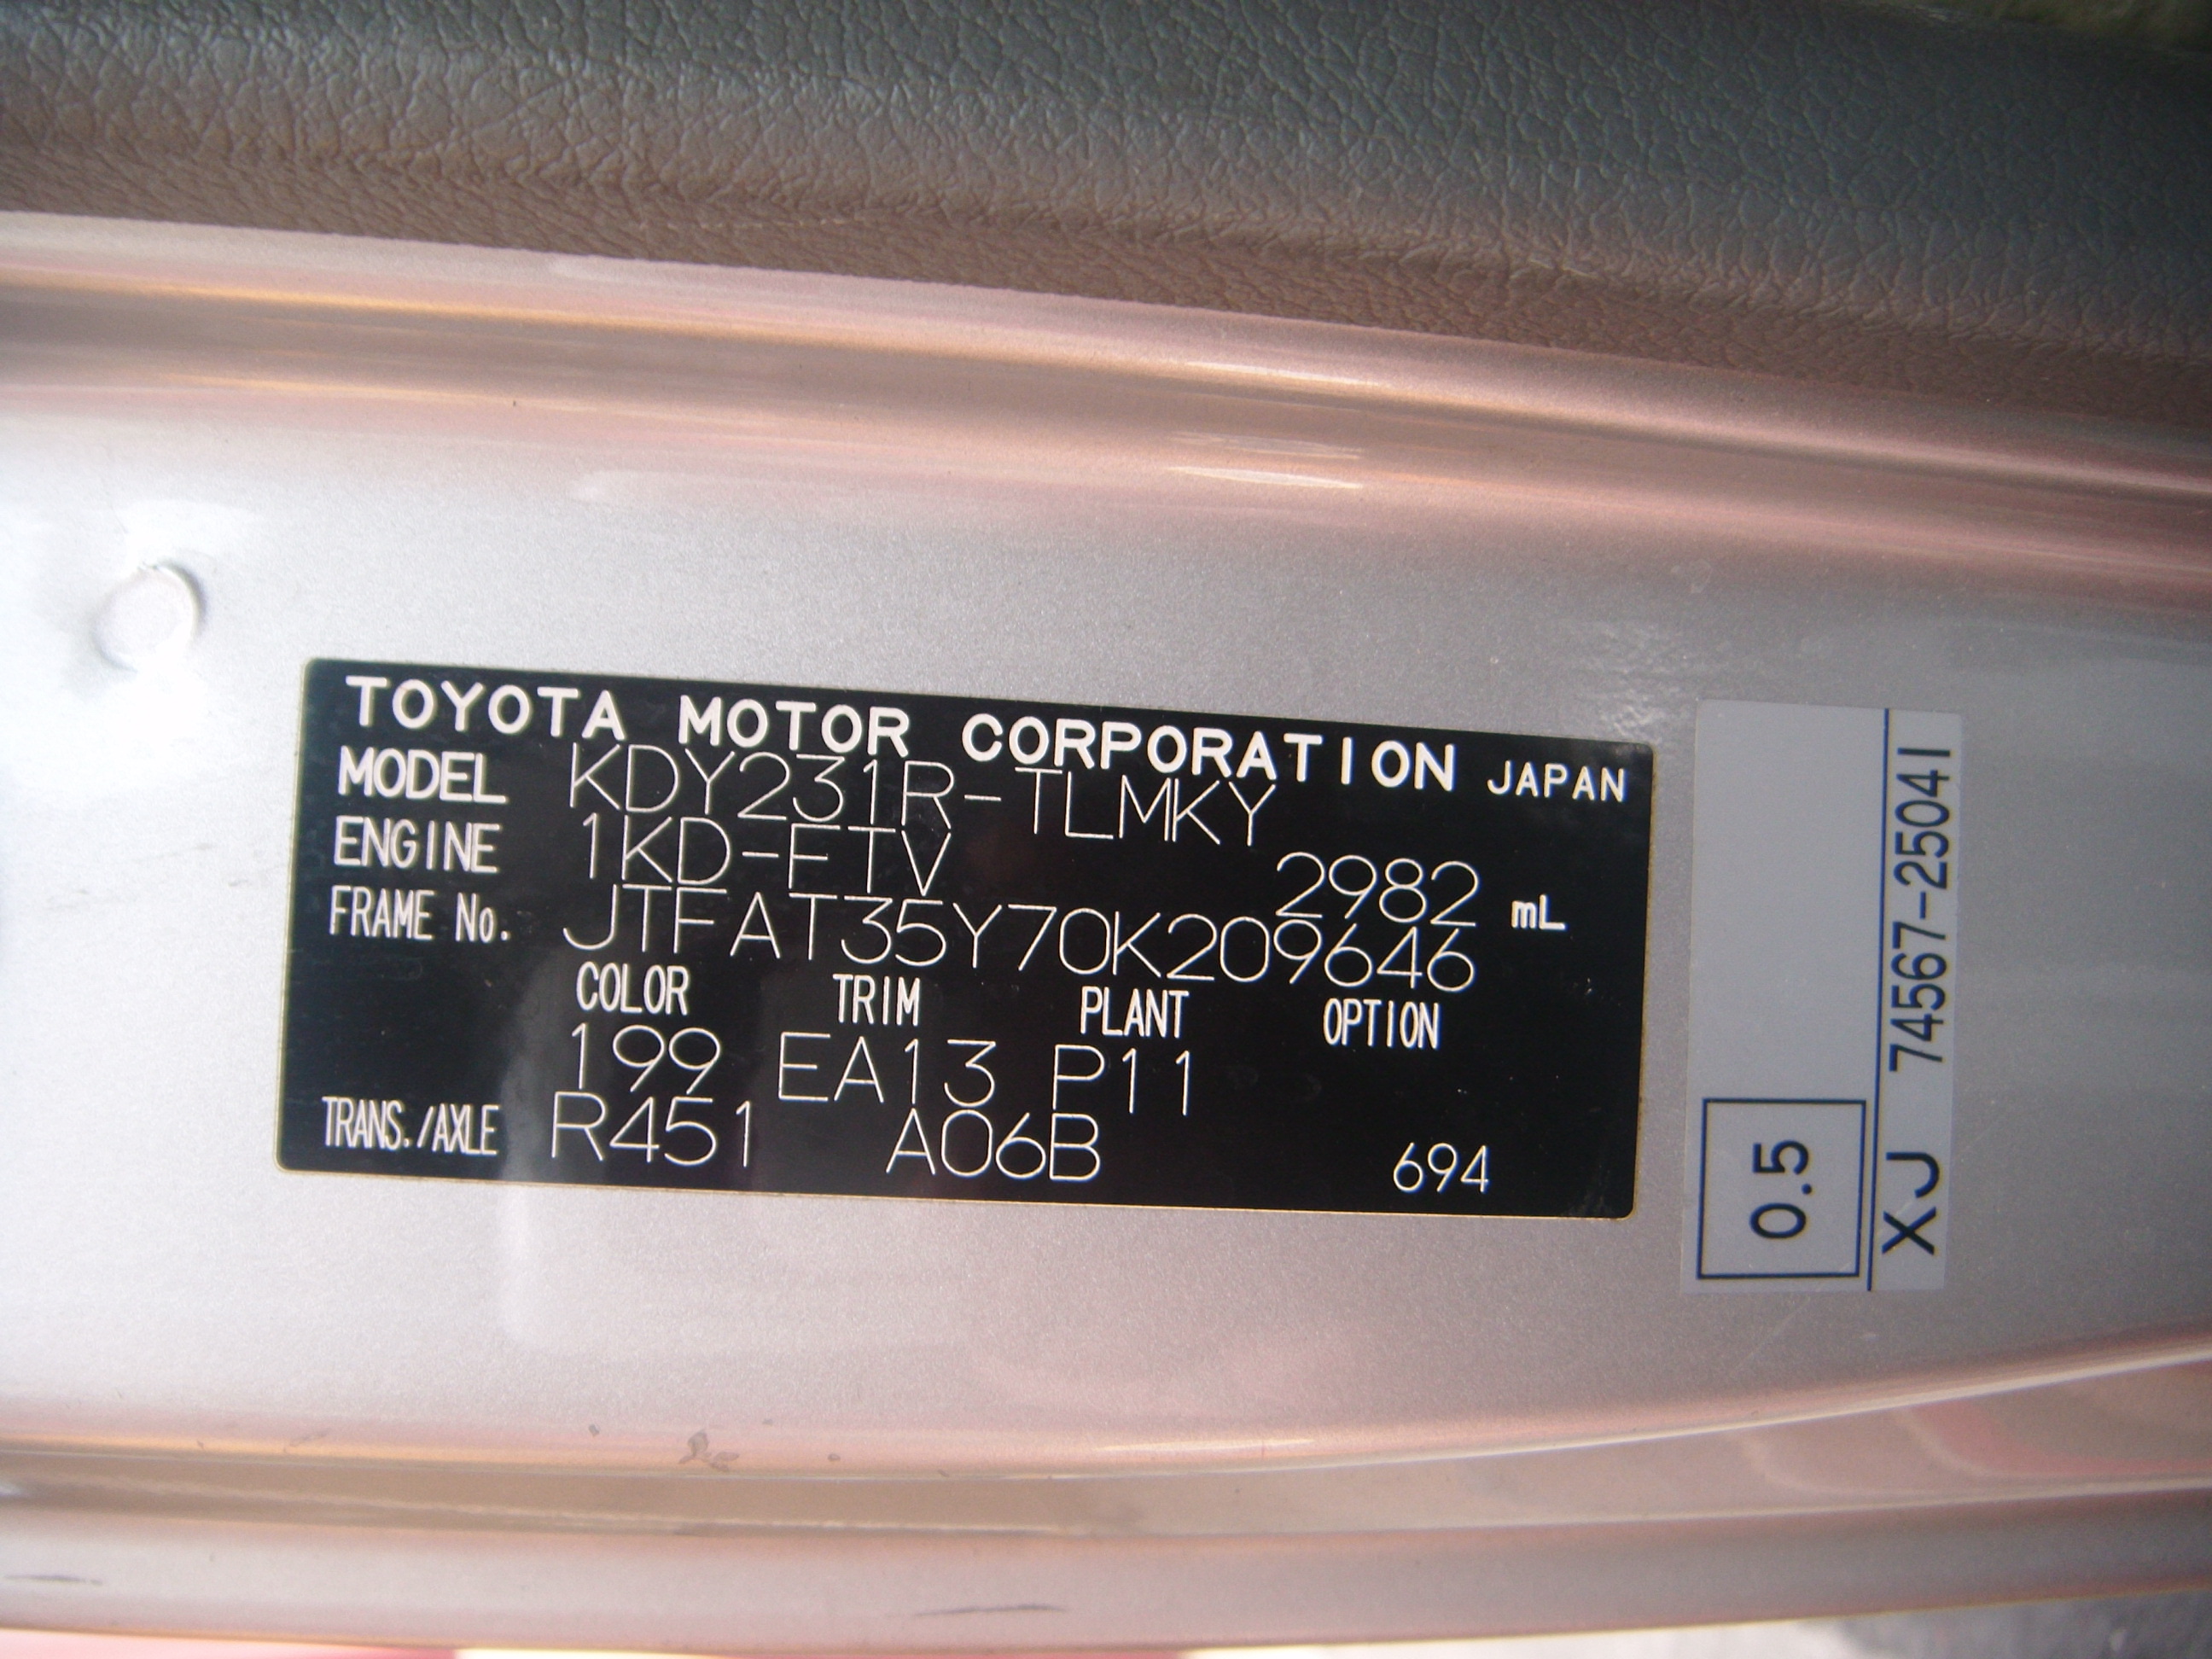 TOYOTA MOTOR CORPORATION JAPAN
MODEL KDY231R-TLMKY
ENGINE 1KD-FTV 2982 mL
FRAME No. JTFAT35Y70K209646
COLOR TRIM PLANT OPTION
199 EA13 P11
TRANS./AXLE R451 A06B 694
0.5
XJ 74567-25041